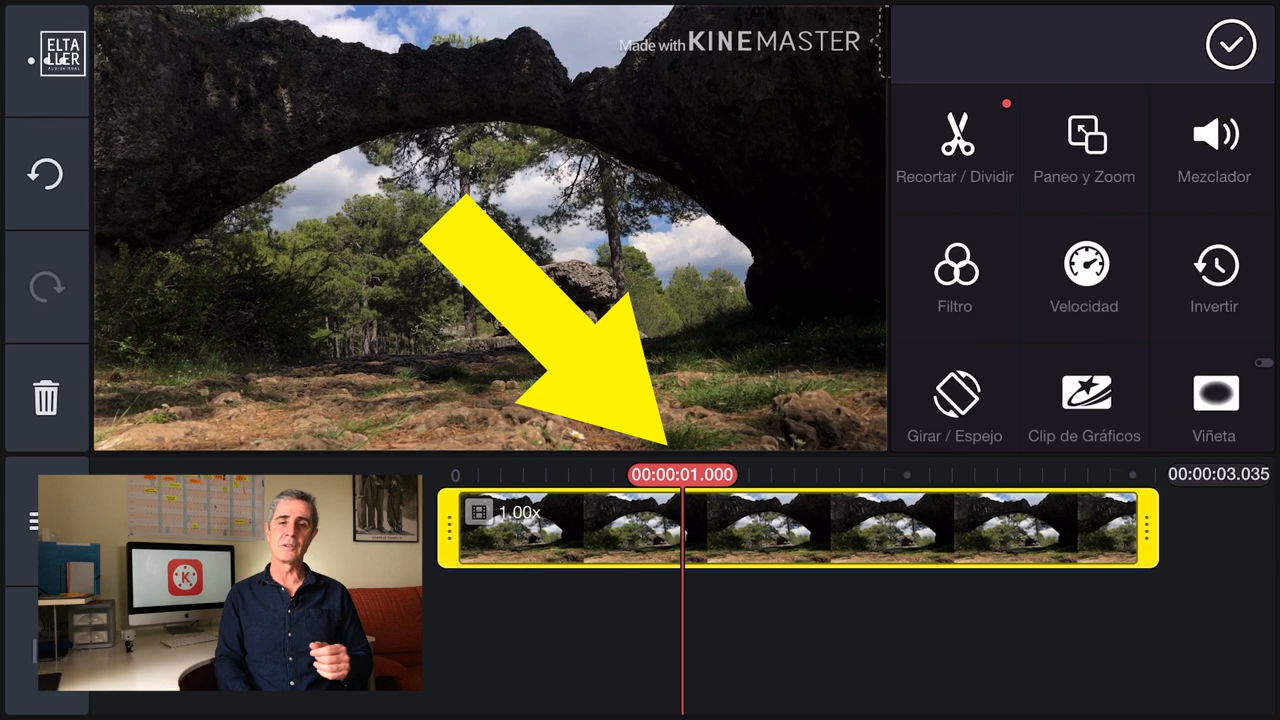 ELTA
LLER
AUDIOVISUAL
Made with KINEMASTER
Recortar / Dividir
Paneo y Zoom
Mezclador
Filtro
Velocidad
Invertir
Girar / Espejo
Clip de Gráficos
Viñeta
0
00:00:01.000
00:00:03.035
1.00x
K